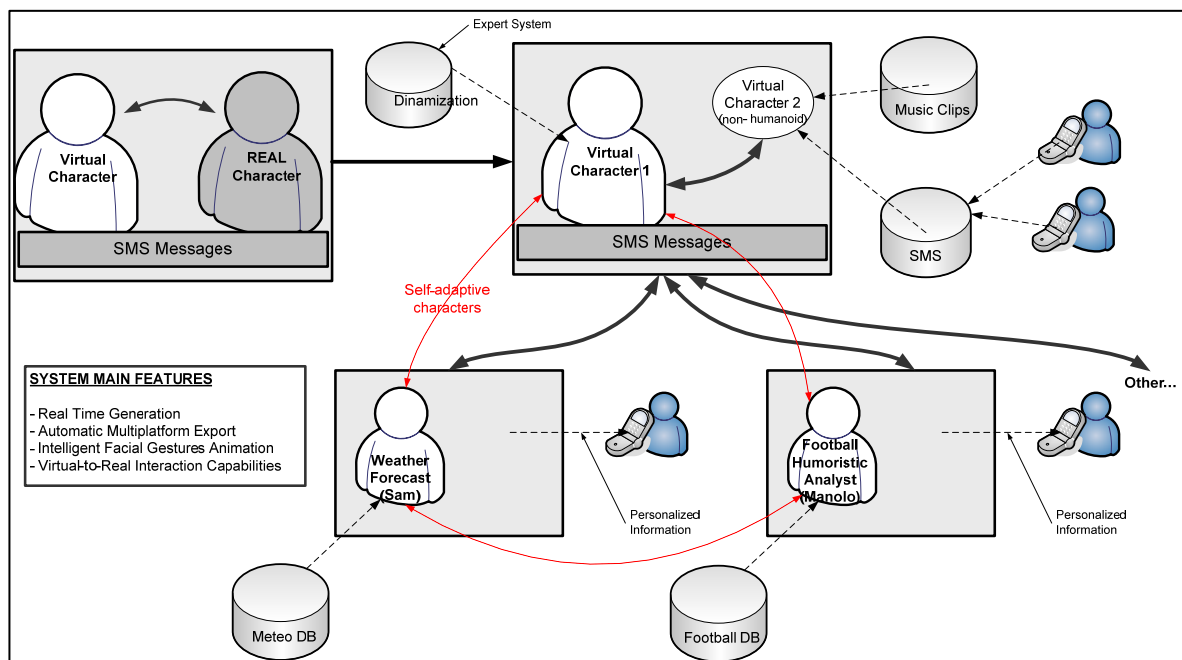 Expert System
Dinamization
Virtual
Character
REAL
Character
SMS Messages
Virtual
Character 1
Virtual
Character 2
(non- humanoid)
SMS Messages
Music Clips
SMS
Self-adaptive
characters
SYSTEM MAIN FEATURES
- Real Time Generation
- Automatic Multiplatform Export
- Intelligent Facial Gestures Animation
- Virtual-to-Real Interaction Capabilities
Weather
Forecast
(Sam)
Personalized
Information
Football
Humoristic
Analyst
(Manolo)
Personalized
Information
Other...
Meteo DB
Football DB